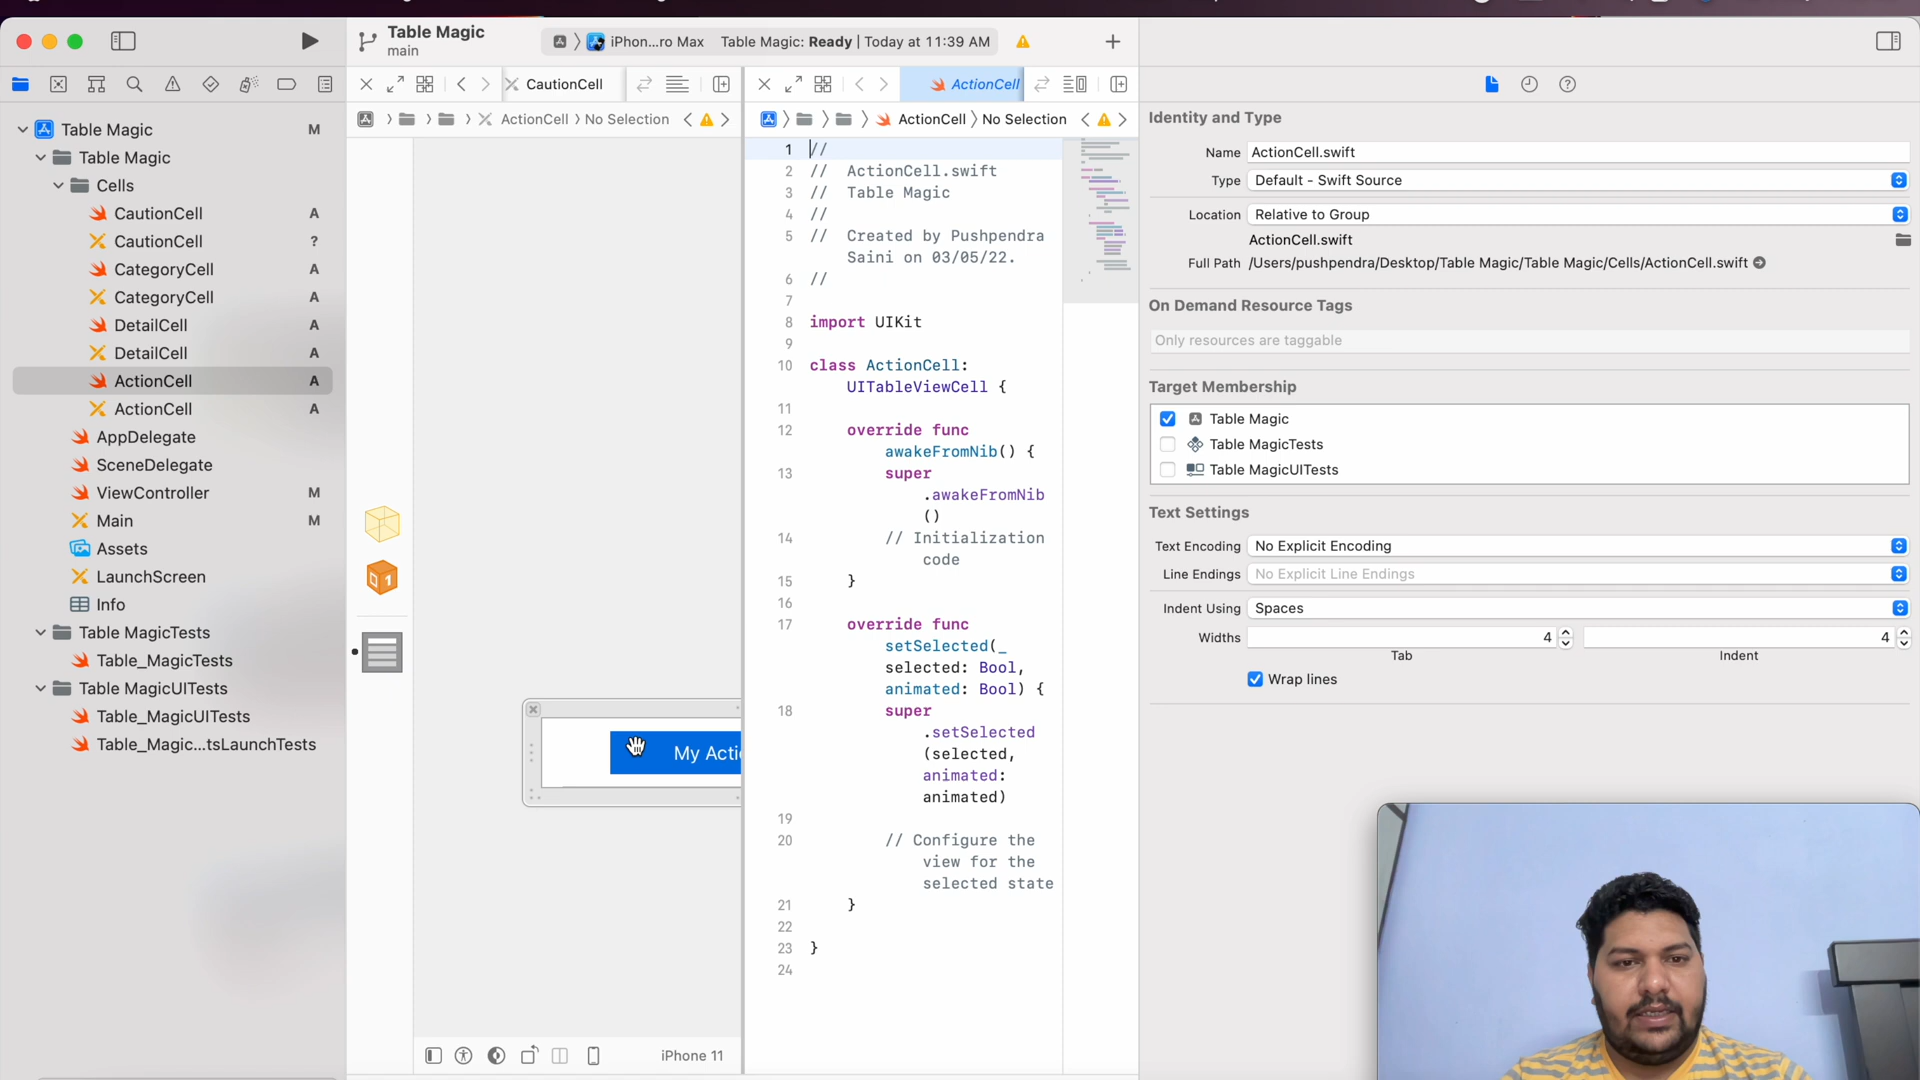 Table Magic
main
iPhon...ro Max
Table Magic: Ready | Today at 11:39 AM
CautionCell
ActionCell
ActionCell
No Selection
ActionCell
No Selection
Table Magic M
Table Magic
Cells
CautionCell A
CautionCell ?
CategoryCell A
CategoryCell A
DetailCell A
DetailCell A
ActionCell A
ActionCell A
AppDelegate
SceneDelegate
ViewController M
Main M
Assets
LaunchScreen
Info
Table MagicTests
Table_MagicTests
Table MagicUITests
Table_MagicUITests
Table_Magic...tsLaunchTests
My Acti
iPhone 11
1 //
2 // ActionCell.swift
3 // Table Magic
4 //
5 // Created by Pushpendra
Saini on 03/05/22.
6 //
7
8 import UIKit
9
10 class ActionCell:
UITableViewCell {
11
12 override func
awakeFromNib() {
13 super
.awakeFromNib
()
14 // Initialization
code
15 }
16
17 override func
setSelected(_
selected: Bool,
animated: Bool) {
18 super
.setSelected
(selected,
animated:
animated)
19
20 // Configure the
view for the
selected state
21 }
22
23 }
24
Identity and Type
Name ActionCell.swift
Type Default - Swift Source
Location Relative to Group
ActionCell.swift
Full Path /Users/pushpendra/Desktop/Table Magic/Table Magic/Cells/ActionCell.swift
On Demand Resource Tags
Only resources are taggable
Target Membership
Table Magic
Table MagicTests
Table MagicUITests
Text Settings
Text Encoding No Explicit Encoding
Line Endings No Explicit Line Endings
Indent Using Spaces
Widths 4 4
Tab Indent
Wrap lines